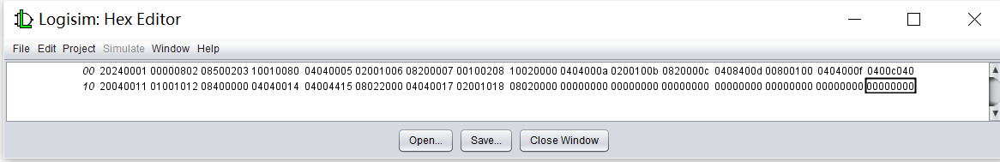 Logisim: Hex Editor
File Edit Project Simulate Window Help
00 20240001 00000802 08500203 10010080 04040005 02001006 08200007 00100208 10020000 0404000a 0200100b 0820000c 0408400d 00800100 0404000f 0400c040
10 20040011 01001012 08400000 04040014 04004415 08022000 04040017 02001018 08020000 00000000 00000000 00000000 00000000 00000000 00000000 00000000
Open... Save... Close Window